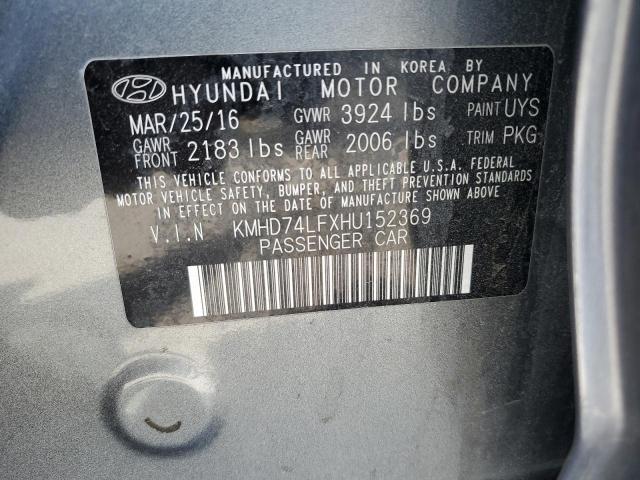 MANUFACTURED IN KOREA BY
HYUNDAI MOTOR COMPANY
MAR/25/16 GVWR 3924 lbs PAINT UYS
GAWR FRONT 2183 lbs GAWR REAR 2006 lbs TRIM PKG
THIS VEHICLE CONFORMS TO ALL APPLICABLE U.S.A. FEDERAL
MOTOR VEHICLE SAFETY, BUMPER, AND THEFT PREVENTION STANDARDS
IN EFFECT ON THE DATE OF MANUFACTURE SHOWN ABOVE.
V.I.N KMHD74LFXHU152369
PASSENGER CAR